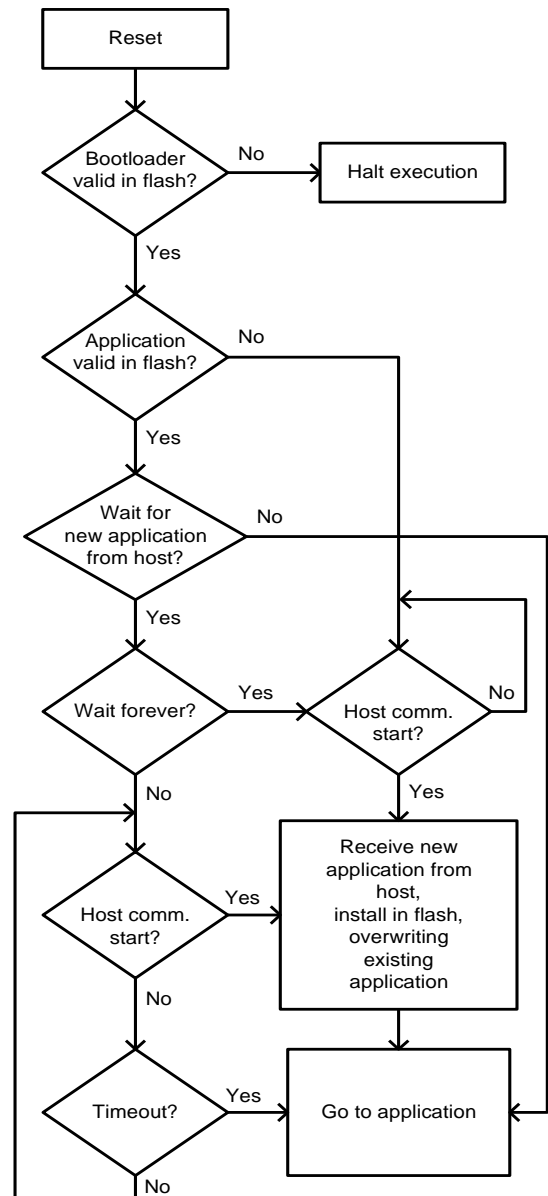 Reset
Bootloader
valid in flash?
No
Halt execution
Yes
Application
valid in flash?
No
Yes
Wait for
new application
from host?
No
Yes
Wait forever?
Yes
Host comm.
start?
No
No
Yes
Host comm.
start?
Yes
Receive new
application from
host,
install in flash,
overwriting
existing
application
No
Timeout?
Yes
Go to application
No